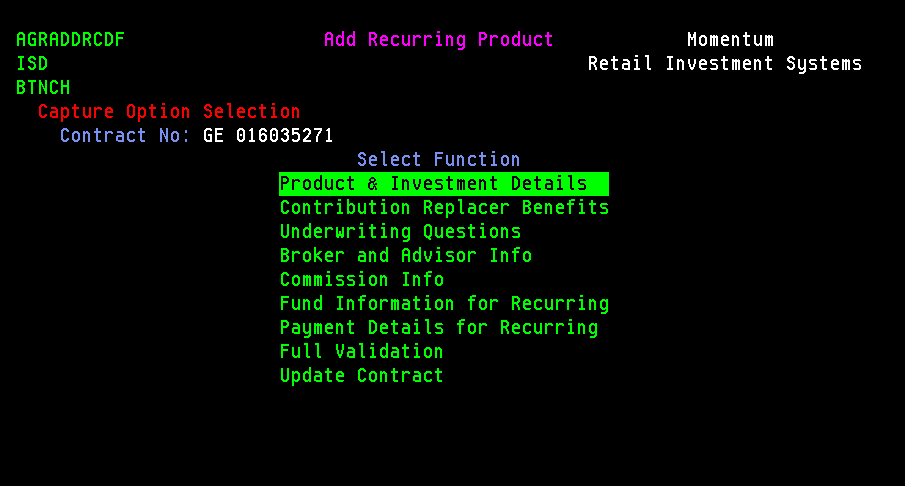 AGRADDRCDF Add Recurring Product Momentum
ISD Retail Investment Systems
BTNCH
Capture Option Selection
Contract No: GE 016035271
Select Function
Product & Investment Details
Contribution Replacer Benefits
Underwriting Questions
Broker and Advisor Info
Commission Info
Fund Information for Recurring
Payment Details for Recurring
Full Validation
Update Contract